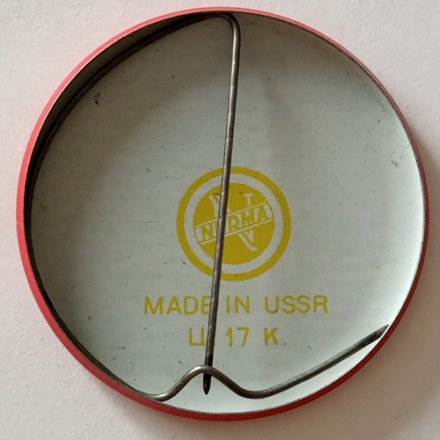 NORMA
MADE IN USSR
Ц. 17 К.